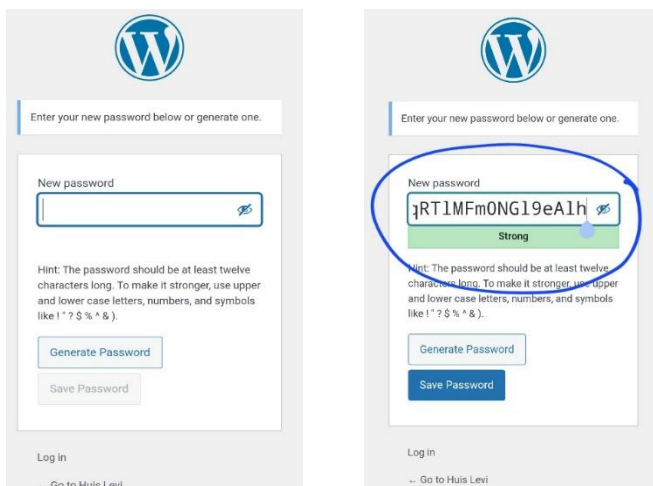 Enter your new password below or generate one.
New password
Hint: The password should be at least twelve
characters long. To make it stronger, use upper
and lower case letters, numbers, and symbols
like ! " ? $ % ^ & ).
Generate Password
Save Password
Log in
← Go to Huis Levi
Enter your new password below or generate one.
New password
qRTlMFmONGl9eAlh
Strong
Hint: The password should be at least twelve
characters long. To make it stronger, use upper
and lower case letters, numbers, and symbols
like ! " ? $ % ^ & ).
Generate Password
Save Password
Log in
← Go to Huis Levi